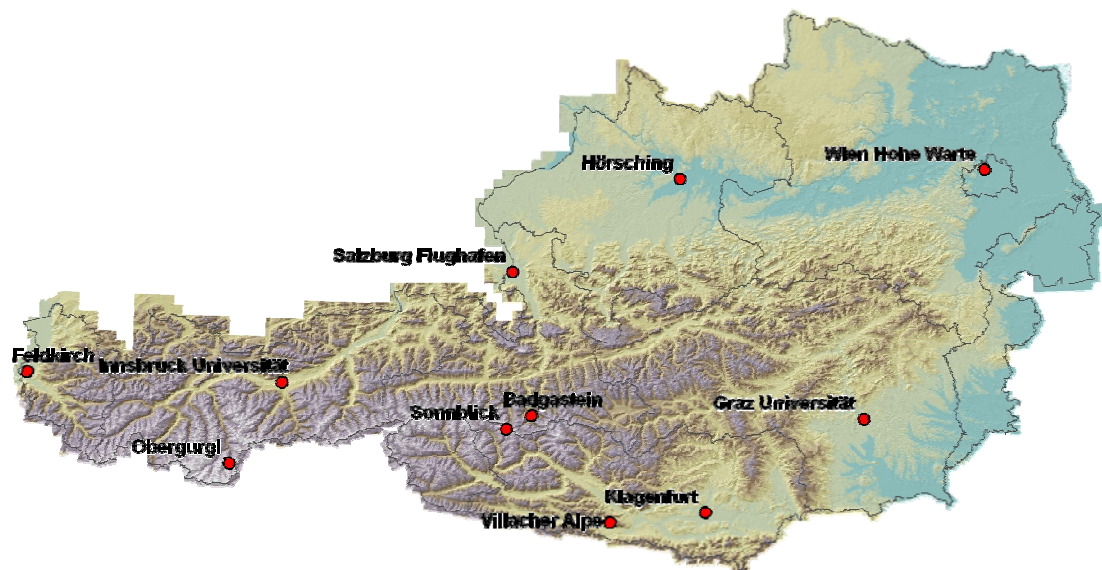 Wien Hohe Warte
Hörsching
Salzburg Flughafen
Feldkirch
Innsbruck Universität
Badgastein
Graz Universität
Sonnblick
Obergurgl
Klagenfurt
Villacher Alpe